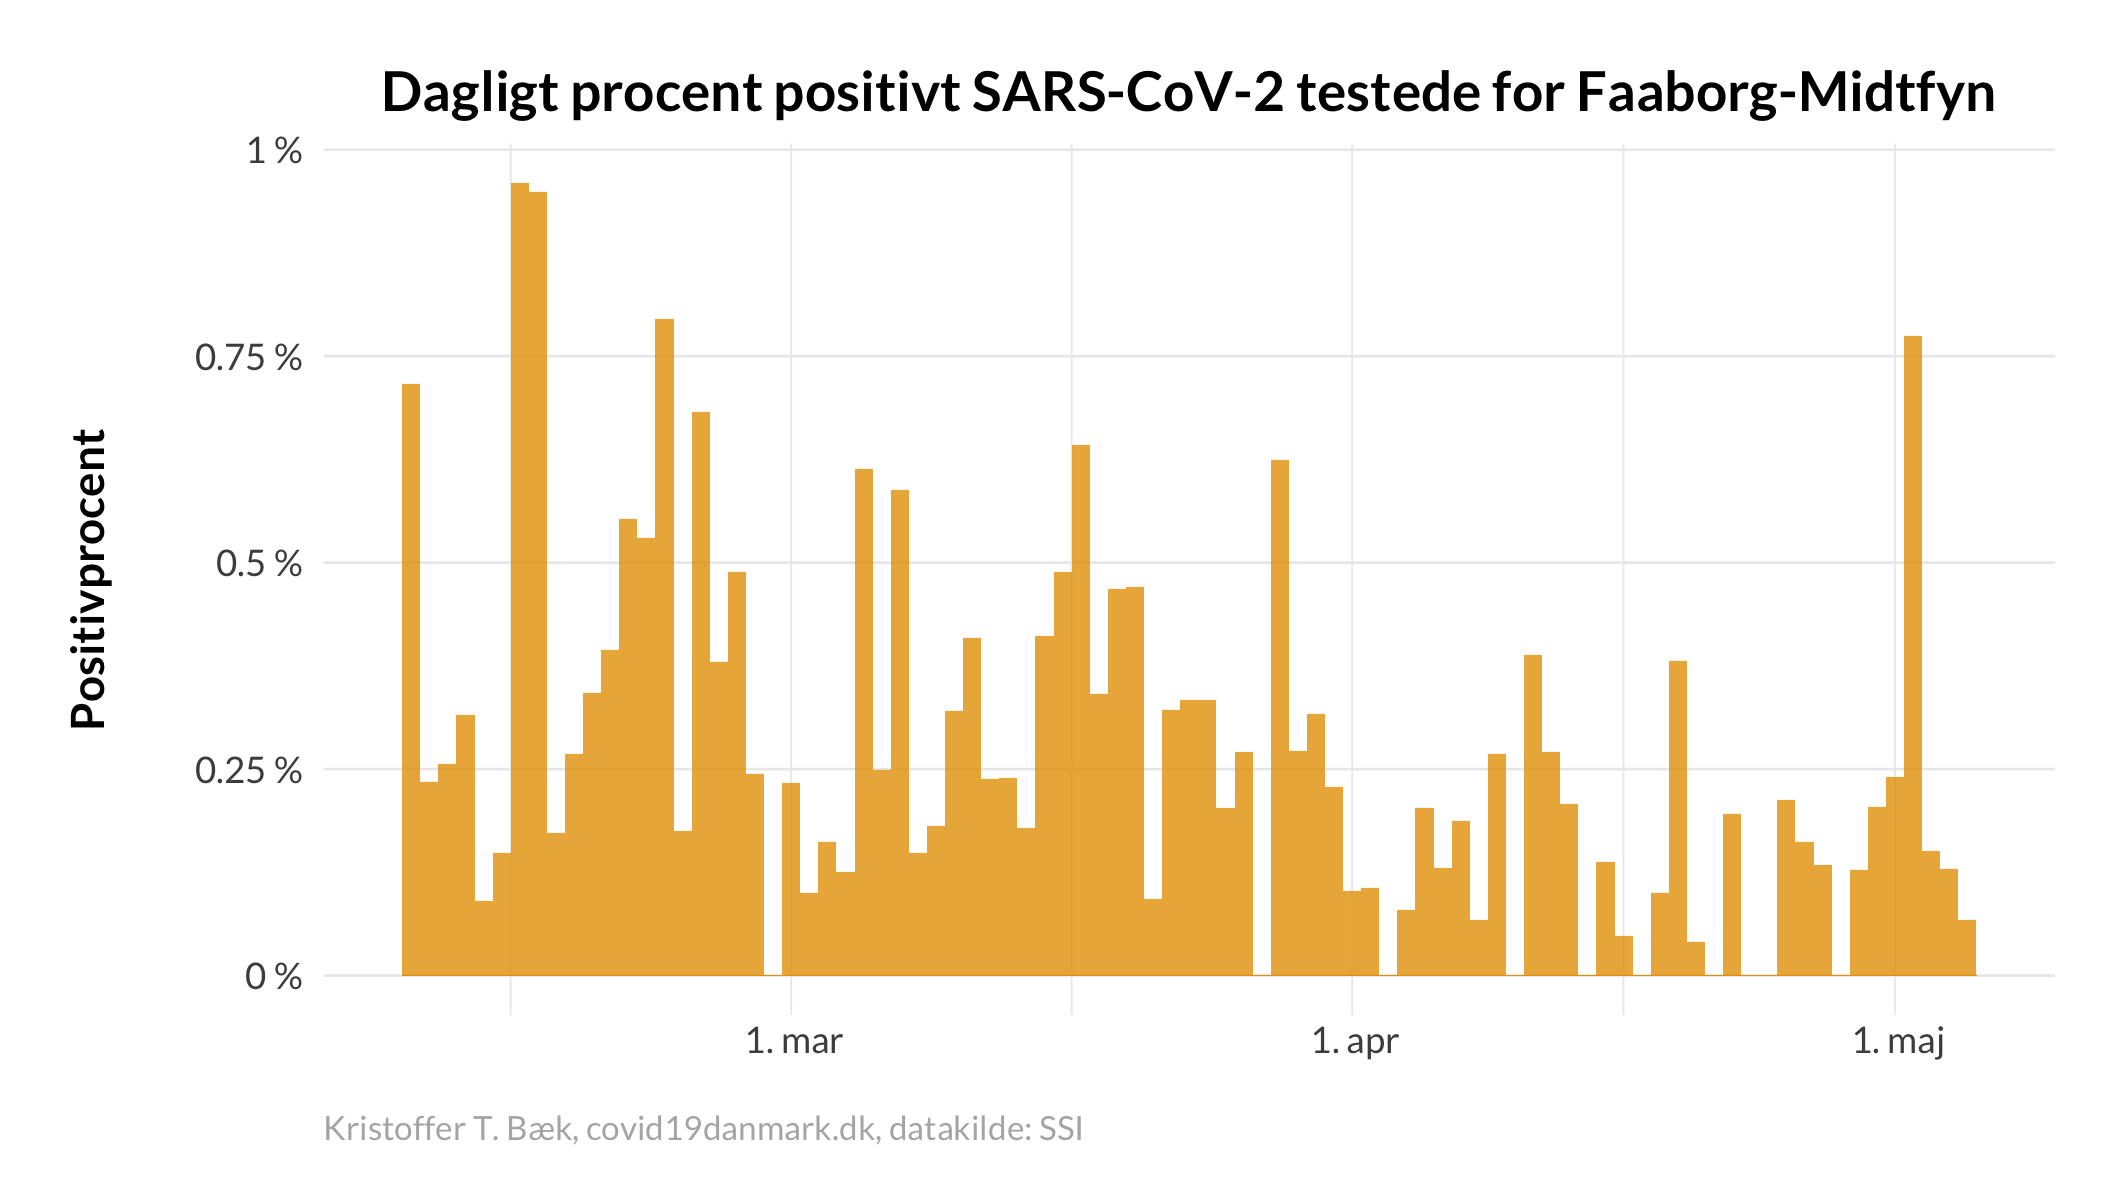 Dagligt procent positivt SARS-CoV-2 testede for Faaborg-Midtfyn
1 %
0.75 %
0.5 %
0.25 %
0 %
Positivprocent
1. mar
1. apr
1. maj
Kristoffer T. Bæk, covid19danmark.dk, datakilde: SSI